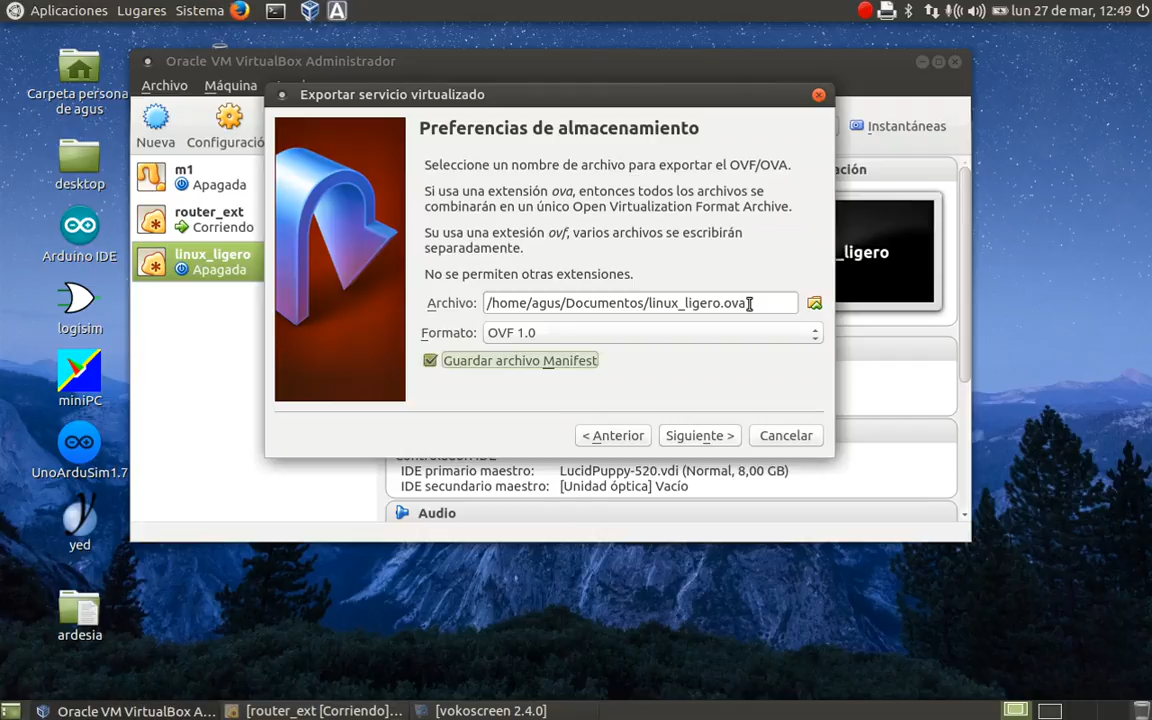 Aplicaciones Lugares Sistema
lun 27 de mar, 12:49
Carpeta persona
de agus
desktop
Arduino IDE
logisim
miniPC
UnoArduSim1.7
yed
ardesia
Oracle VM VirtualBox Administrador
Archivo Máquina
Nueva Configuració
Instantáneas
m1
Apagada
router_ext
Corriendo
linux_ligero
Apagada
ación
_ligero
Exportar servicio virtualizado
Preferencias de almacenamiento
Seleccione un nombre de archivo para exportar el OVF/OVA.
Si usa una extensión ova, entonces todos los archivos se
combinarán en un único Open Virtualization Format Archive.
Su usa una extesión ovf, varios archivos se escribirán
separadamente.
No se permiten otras extensiones.
Archivo: /home/agus/Documentos/linux_ligero.ova
Formato: OVF 1.0
Guardar archivo Manifest
< Anterior Siguiente > Cancelar
IDE primario maestro: LucidPuppy-520.vdi (Normal, 8,00 GB)
IDE secundario maestro: [Unidad óptica] Vacío
Audio
Oracle VM VirtualBox A... [router_ext [Corriendo]... [vokoscreen 2.4.0]